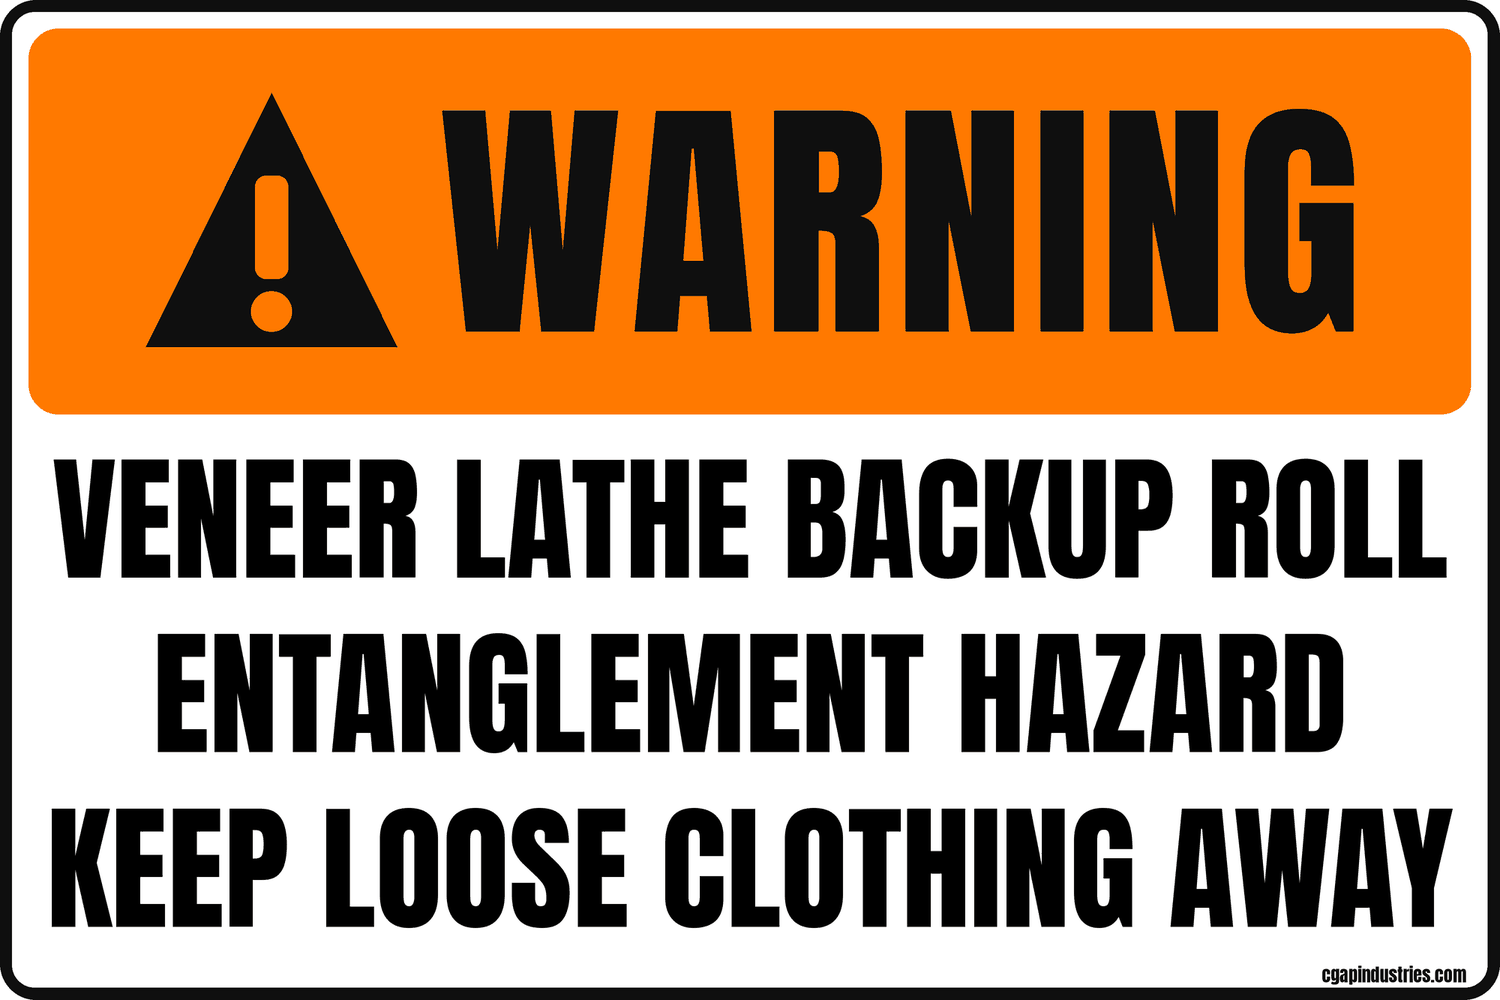 WARNING
VENEER LATHE BACKUP ROLL
ENTANGLEMENT HAZARD
KEEP LOOSE CLOTHING AWAY
cgapindustries.com